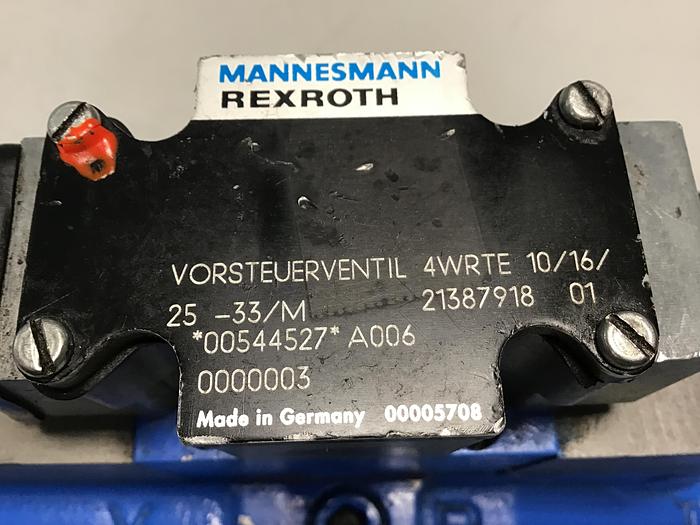 MANNESMANN
REXROTH
VORSTEUERVENTIL 4WRTE 10/16/
25 -33/M 21387918 01
*00544527* A006
0000003
Made in Germany 00005708